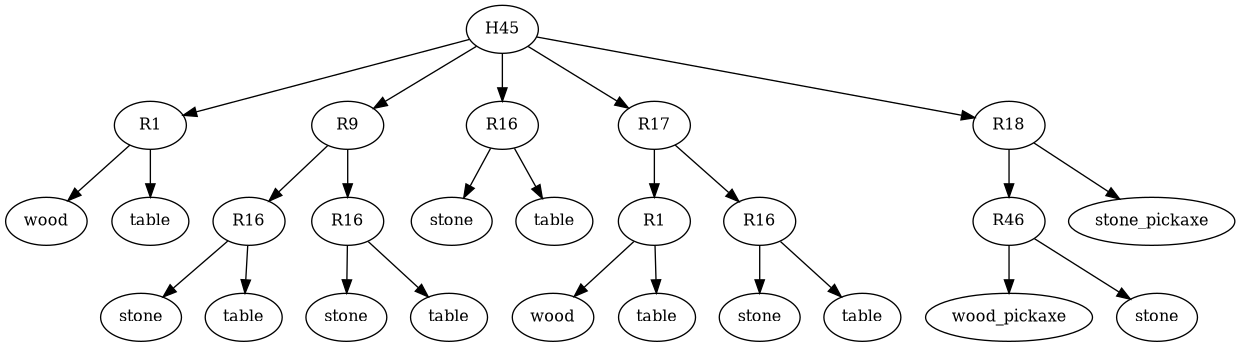 H45
R1 R9 R16 R17 R18
wood table R16 R16 stone table R1 R16 R46 stone_pickaxe
stone table stone table wood table stone table wood_pickaxe stone